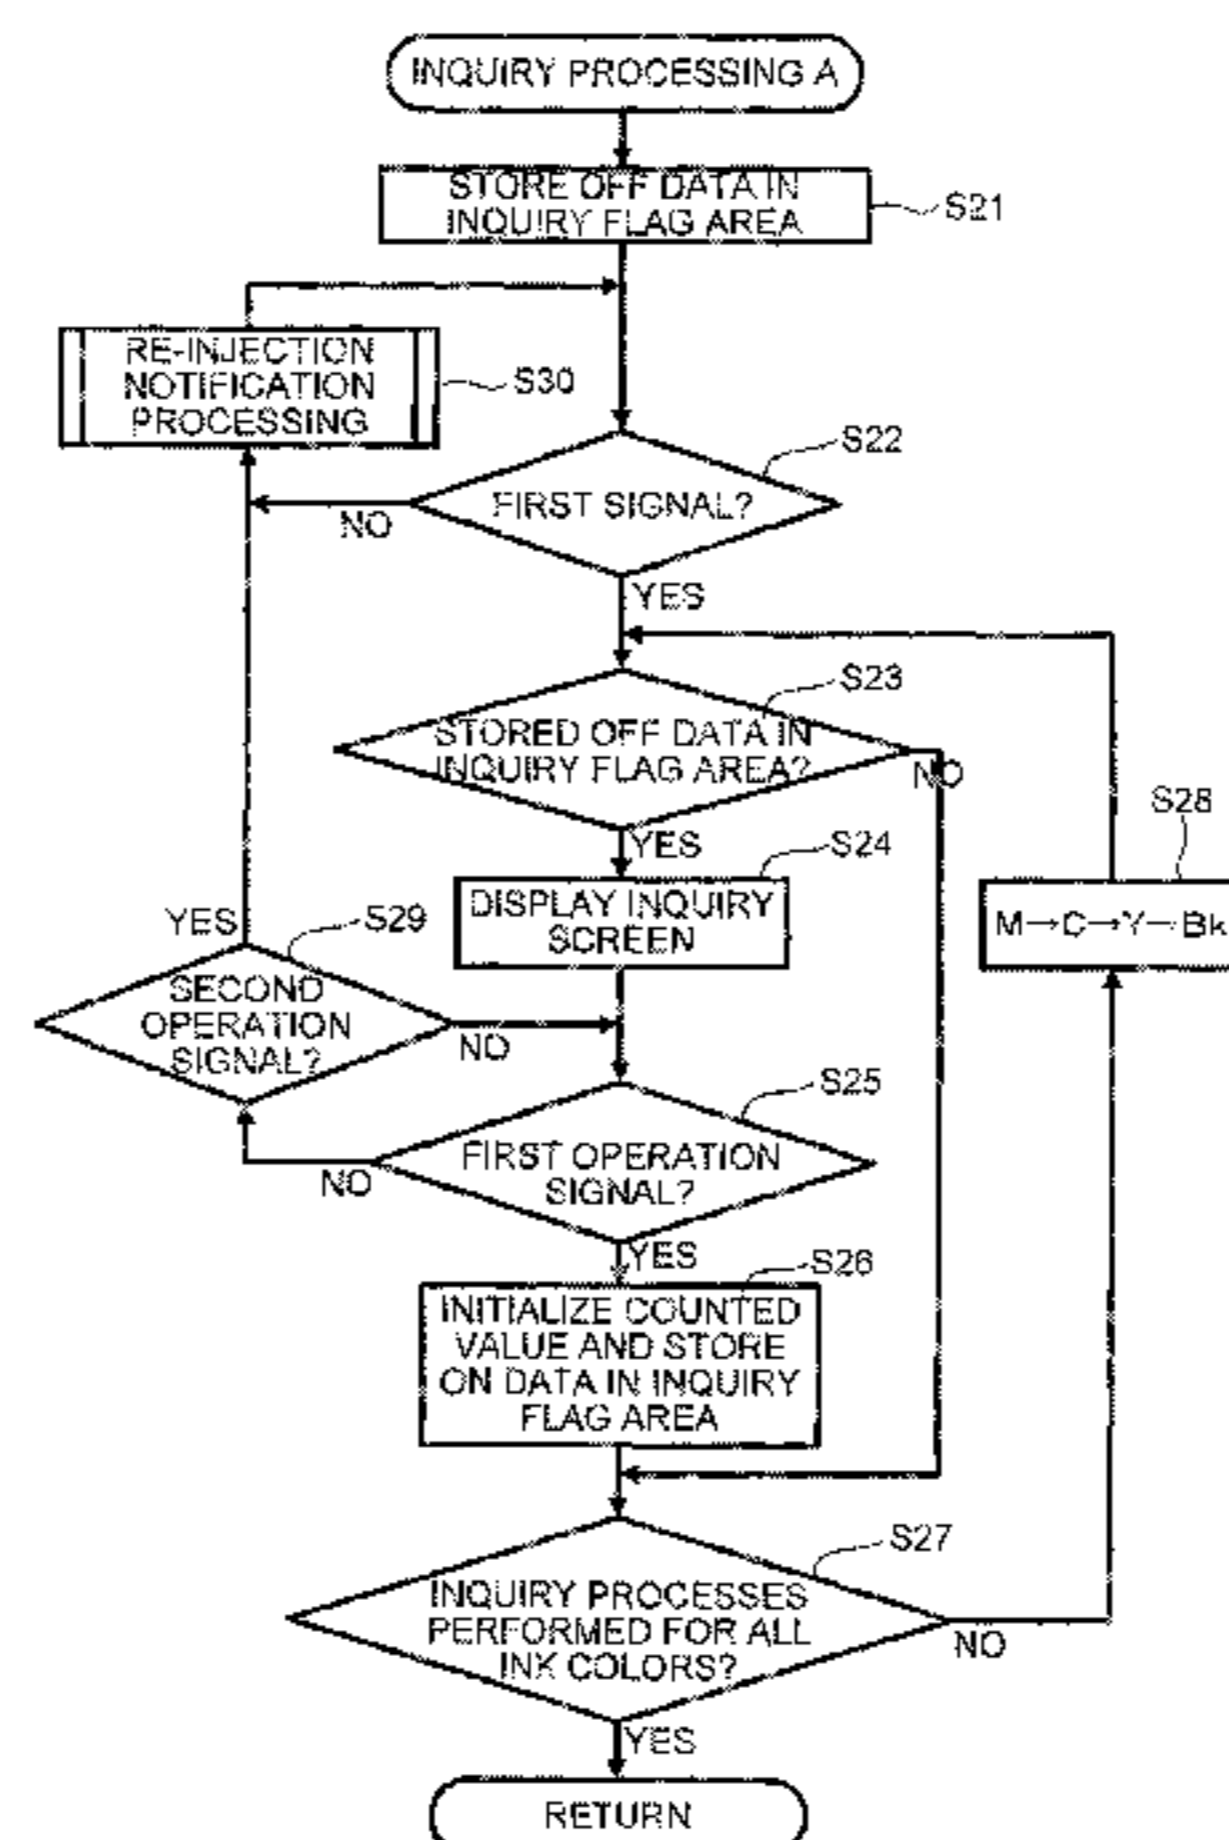 INQUIRY PROCESSING A
STORE OFF DATA IN
INQUIRY FLAG AREA
S21
RE-INJECTION
NOTIFICATION
PROCESSING
S30
S22
FIRST SIGNAL?
NO
YES
S23
STORED OFF DATA IN
INQUIRY FLAG AREA?
NO
YES
S24
S28
DISPLAY INQUIRY
SCREEN
M→C→Y→Bk
YES
S29
SECOND
OPERATION
SIGNAL?
NO
S25
FIRST OPERATION
SIGNAL?
NO
YES
S26
INITIALIZE COUNTED
VALUE AND STORE
ON DATA IN INQUIRY
FLAG AREA
S27
INQUIRY PROCESSES
PERFORMED FOR ALL
INK COLORS?
NO
YES
RETURN